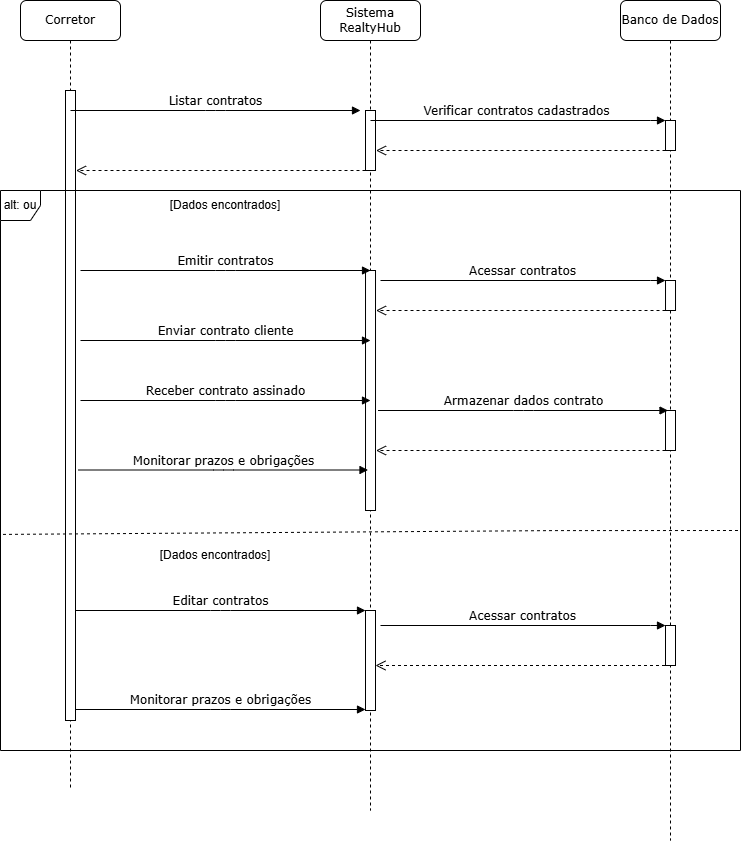 Corretor
Sistema
RealtyHub
Banco de Dados
Listar contratos
Verificar contratos cadastrados
alt: ou
[Dados encontrados]
Emitir contratos
Acessar contratos
Enviar contrato cliente
Receber contrato assinado
Armazenar dados contrato
Monitorar prazos e obrigações
[Dados encontrados]
Editar contratos
Acessar contratos
Monitorar prazos e obrigações